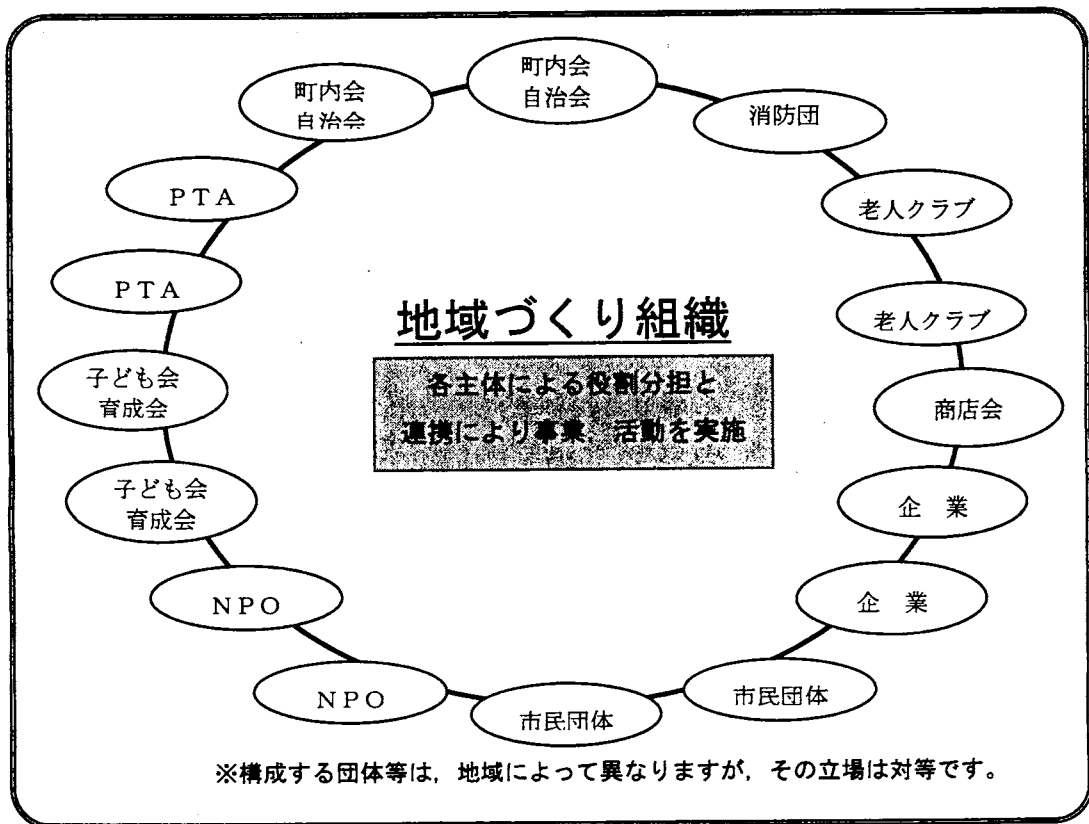 町内会
自治会
町内会
自治会
消防団
老人クラブ
老人クラブ
商店会
企　業
企　業
市民団体
市民団体
ＮＰＯ
ＮＰＯ
子ども会
育成会
子ども会
育成会
ＰＴＡ
ＰＴＡ
地域づくり組織
各主体による役割分担と
連携により事業，活動を実施
※構成する団体等は，地域によって異なりますが，その立場は対等です。